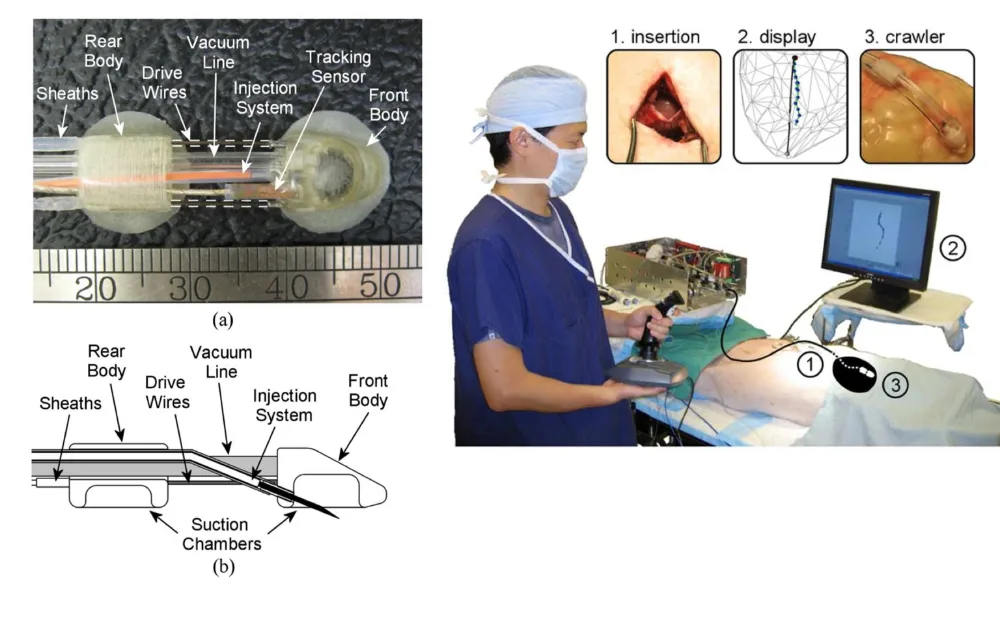 Rear
Body
Vacuum
Line
Tracking
Sensor
Drive
Wires
Injection
System
Front
Body
Sheaths
20
30
40
50
(a)
Rear
Body
Vacuum
Line
Drive
Wires
Injection
System
Front
Body
Sheaths
Suction
Chambers
(b)
1. insertion
2. display
3. crawler
2
1
3